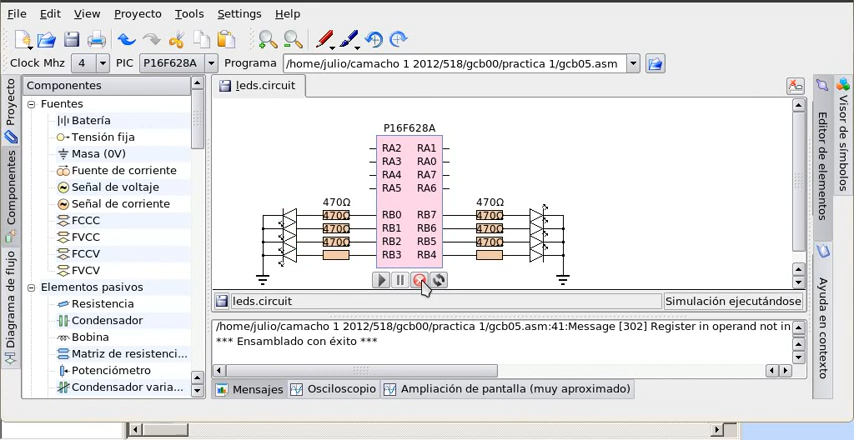 File Edit View Proyecto Tools Settings Help
Clock Mhz 4 PIC P16F628A Programa /home/julio/camacho 1 2012/518/gcb00/practica 1/gcb05.asm
Proyecto
Componentes
Diagrama de flujo
Componentes
Fuentes
Batería
Tensión fija
Masa (0V)
Fuente de corriente
Señal de voltaje
Señal de corriente
FCCC
FVCC
FCCV
FVCV
Elementos pasivos
Resistencia
Condensador
Bobina
Matriz de resistenci...
Potenciómetro
Condensador varia...
leds.circuit
P16F628A
RA2 RA1
RA3 RA0
RA4 RA7
RA5 RA6
470Ω 470Ω
470Ω RB0 RB7 470Ω
470Ω RB1 RB6 470Ω
470Ω RB2 RB5 470Ω
RB3 RB4
leds.circuit Simulación ejecutándose
/home/julio/camacho 1 2012/518/gcb00/practica 1/gcb05.asm:41:Message [302] Register in operand not in
*** Ensamblado con éxito ***
Mensajes Osciloscopio Ampliación de pantalla (muy aproximado)
Editor de elementos
Ayuda en contexto
Visor de símbolos